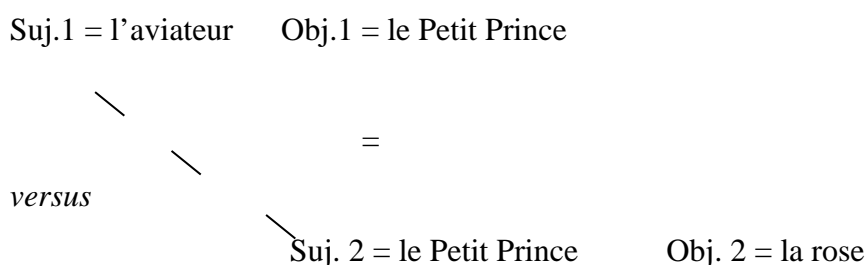 Suj.1 = l’aviateur Obj.1 = le Petit Prince
=
versus
Suj. 2 = le Petit Prince Obj. 2 = la rose